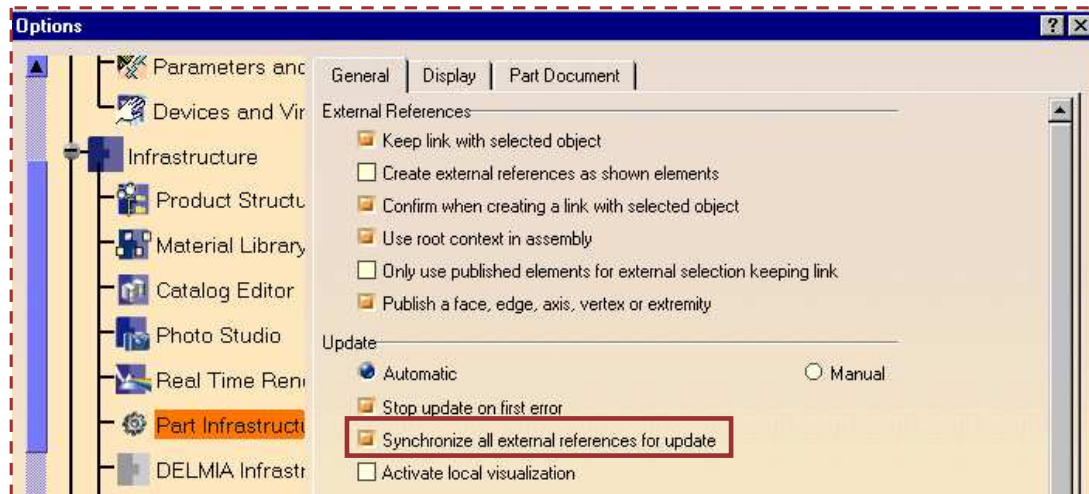 Options
Parameters and
Devices and Vir
Infrastructure
Product Structu
Material Library
Catalog Editor
Photo Studio
Real Time Ren
Part Infrastruct
DELMIA Infrastr
General
Display
Part Document
External References
Keep link with selected object
Create external references as shown elements
Confirm when creating a link with selected object
Use root context in assembly
Only use published elements for external selection keeping link
Publish a face, edge, axis, vertex or extremity
Update
Automatic
Manual
Stop update on first error
Synchronize all external references for update
Activate local visualization